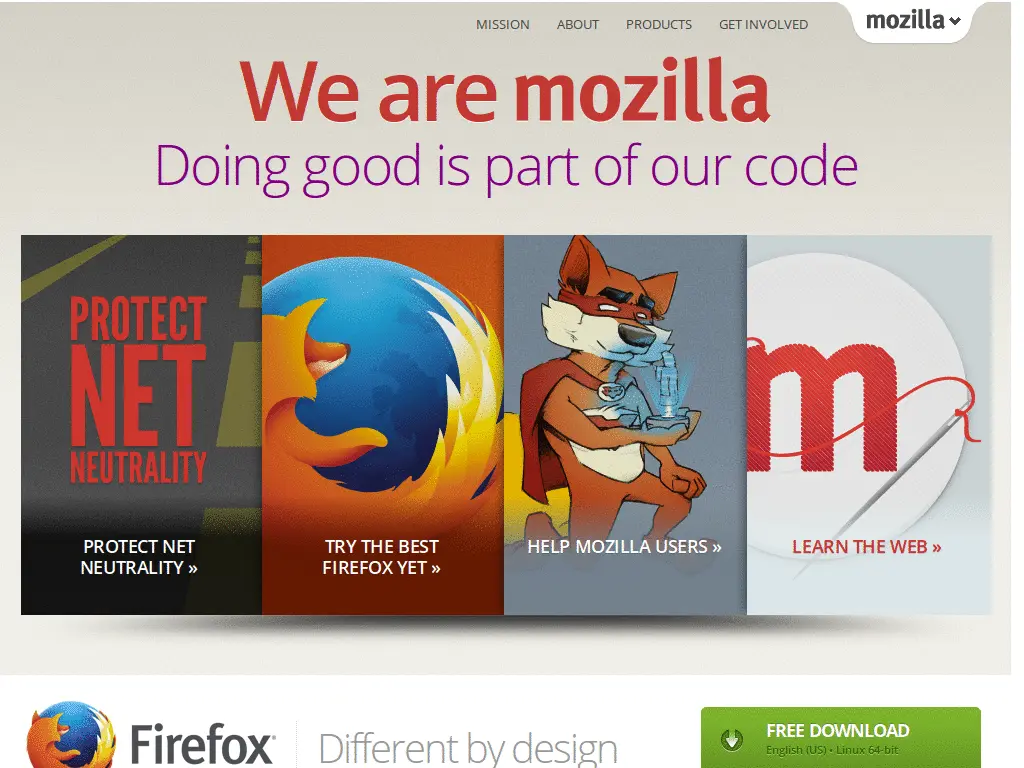 MISSION ABOUT PRODUCTS GET INVOLVED mozilla
We are mozilla
Doing good is part of our code
PROTECT
NET
NEUTRALITY
PROTECT NET
NEUTRALITY »
TRY THE BEST
FIREFOX YET »
HELP MOZILLA USERS »
m
LEARN THE WEB »
Firefox
Different by design
FREE DOWNLOAD
English (US) • Linux 64-bit